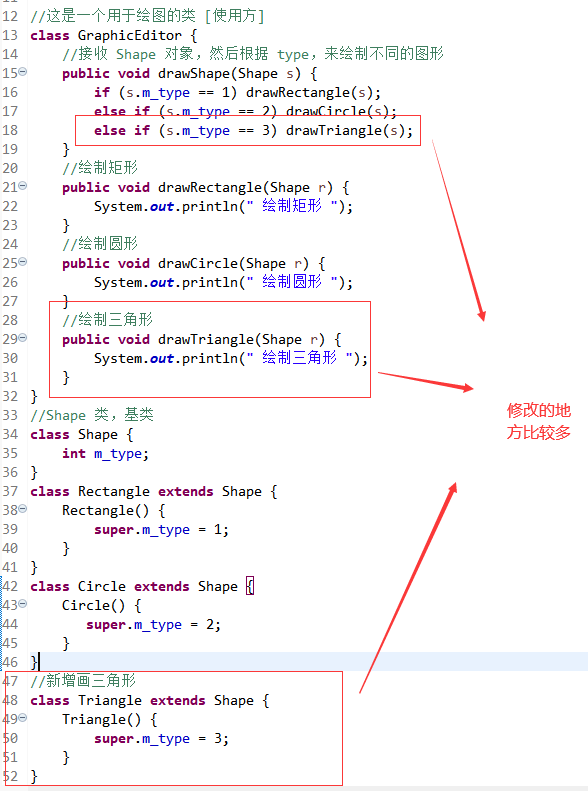 12 //这是一个用于绘图的类 [使用方]
13 class GraphicEditor {
14 //接收 Shape 对象，然后根据 type，来绘制不同的图形
15 public void drawShape(Shape s) {
16 if (s.m_type == 1) drawRectangle(s);
17 else if (s.m_type == 2) drawCircle(s);
18 else if (s.m_type == 3) drawTriangle(s);
19 }
20 //绘制矩形
21 public void drawRectangle(Shape r) {
22 System.out.println(" 绘制矩形 ");
23 }
24 //绘制圆形
25 public void drawCircle(Shape r) {
26 System.out.println(" 绘制圆形 ");
27 }
28 //绘制三角形
29 public void drawTriangle(Shape r) {
30 System.out.println(" 绘制三角形 ");
31 }
32 }
33 //Shape 类，基类
34 class Shape {
35 int m_type;
36 }
37 class Rectangle extends Shape {
38 Rectangle() {
39 super.m_type = 1;
40 }
41 }
42 class Circle extends Shape {
43 Circle() {
44 super.m_type = 2;
45 }
46 }
47 //新增画三角形
48 class Triangle extends Shape {
49 Triangle() {
50 super.m_type = 3;
51 }
52 }
修改的地
方比较多